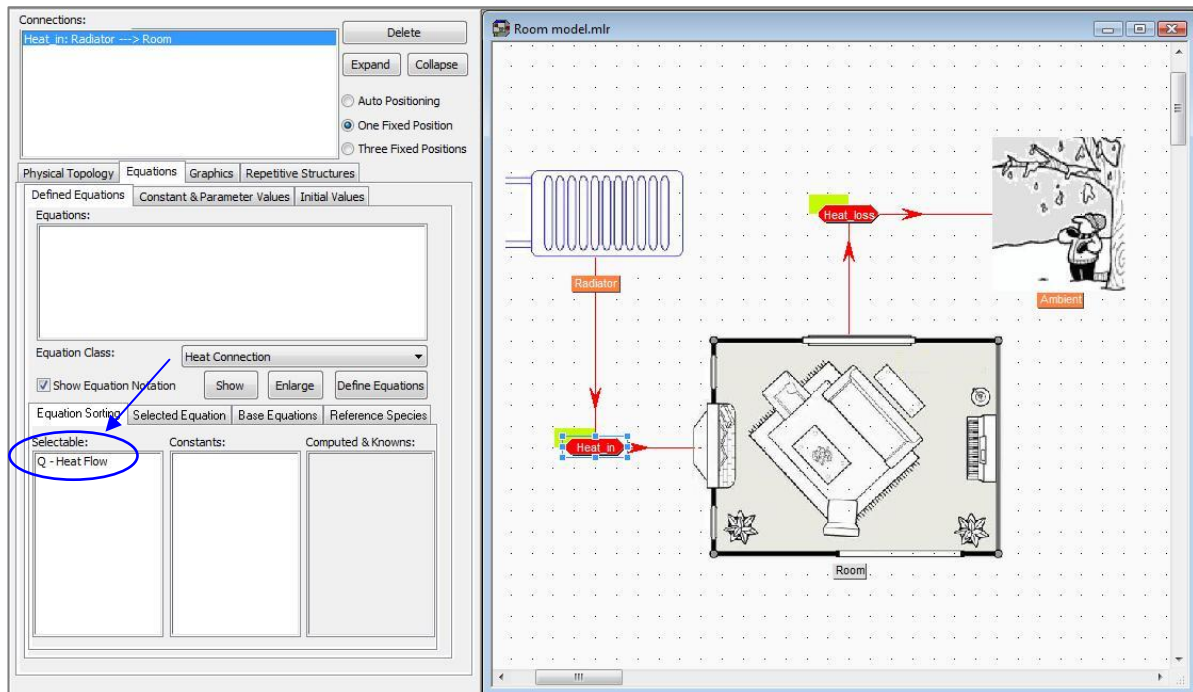 Connections:
Heat_in: Radiator ---> Room
Delete
Expand Collapse
Auto Positioning
One Fixed Position
Three Fixed Positions
Physical Topology Equations Graphics Repetitive Structures
Defined Equations Constant & Parameter Values Initial Values
Equations:
Equation Class: Heat Connection
Show Equation Notation Show Enlarge Define Equations
Equation Sorting Selected Equation Base Equations Reference Species
Selectable: Constants: Computed & Knowns:
Q - Heat Flow
Room model.mlr
Heat_loss
Radiator
Ambient
Heat_in
Room